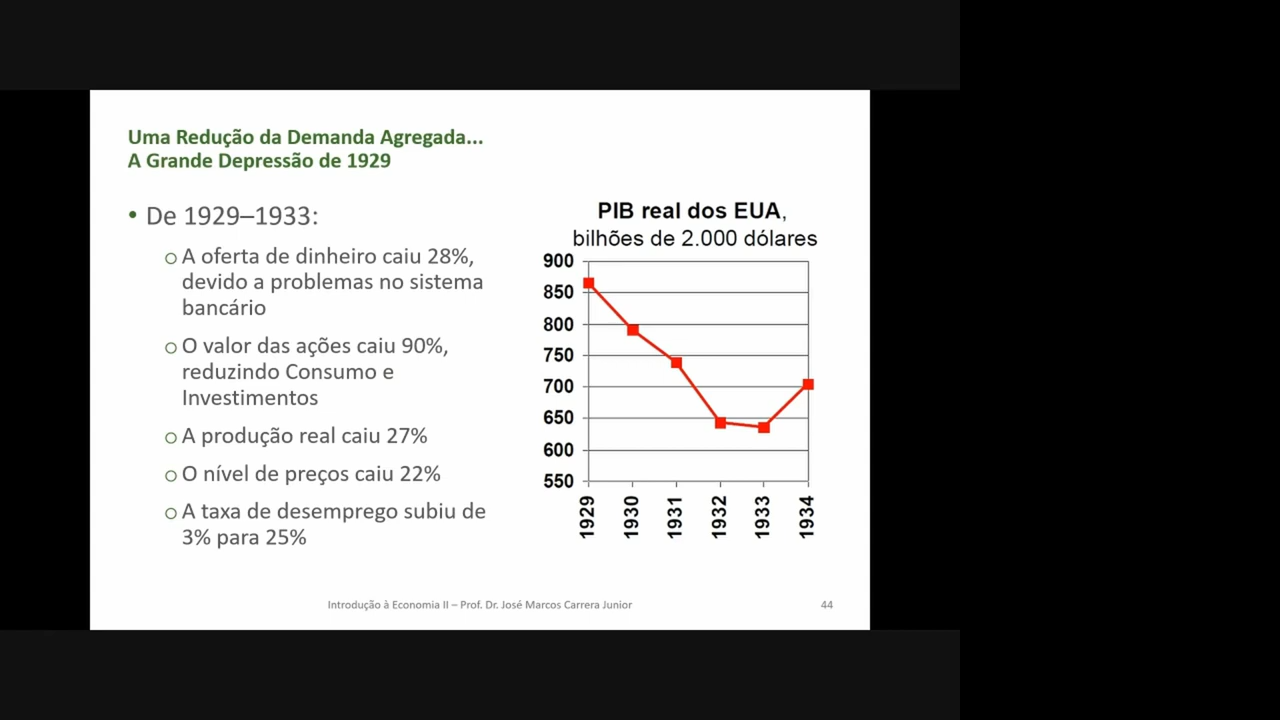 Uma Redução da Demanda Agregada...
A Grande Depressão de 1929
• De 1929–1933:
o A oferta de dinheiro caiu 28%,
devido a problemas no sistema
bancário
o O valor das ações caiu 90%,
reduzindo Consumo e
Investimentos
o A produção real caiu 27%
o O nível de preços caiu 22%
o A taxa de desemprego subiu de
3% para 25%
PIB real dos EUA,
bilhões de 2.000 dólares
900
850
800
750
700
650
600
550
1929
1930
1931
1932
1933
1934
Introdução à Economia II – Prof. Dr. José Marcos Carrera Junior
44